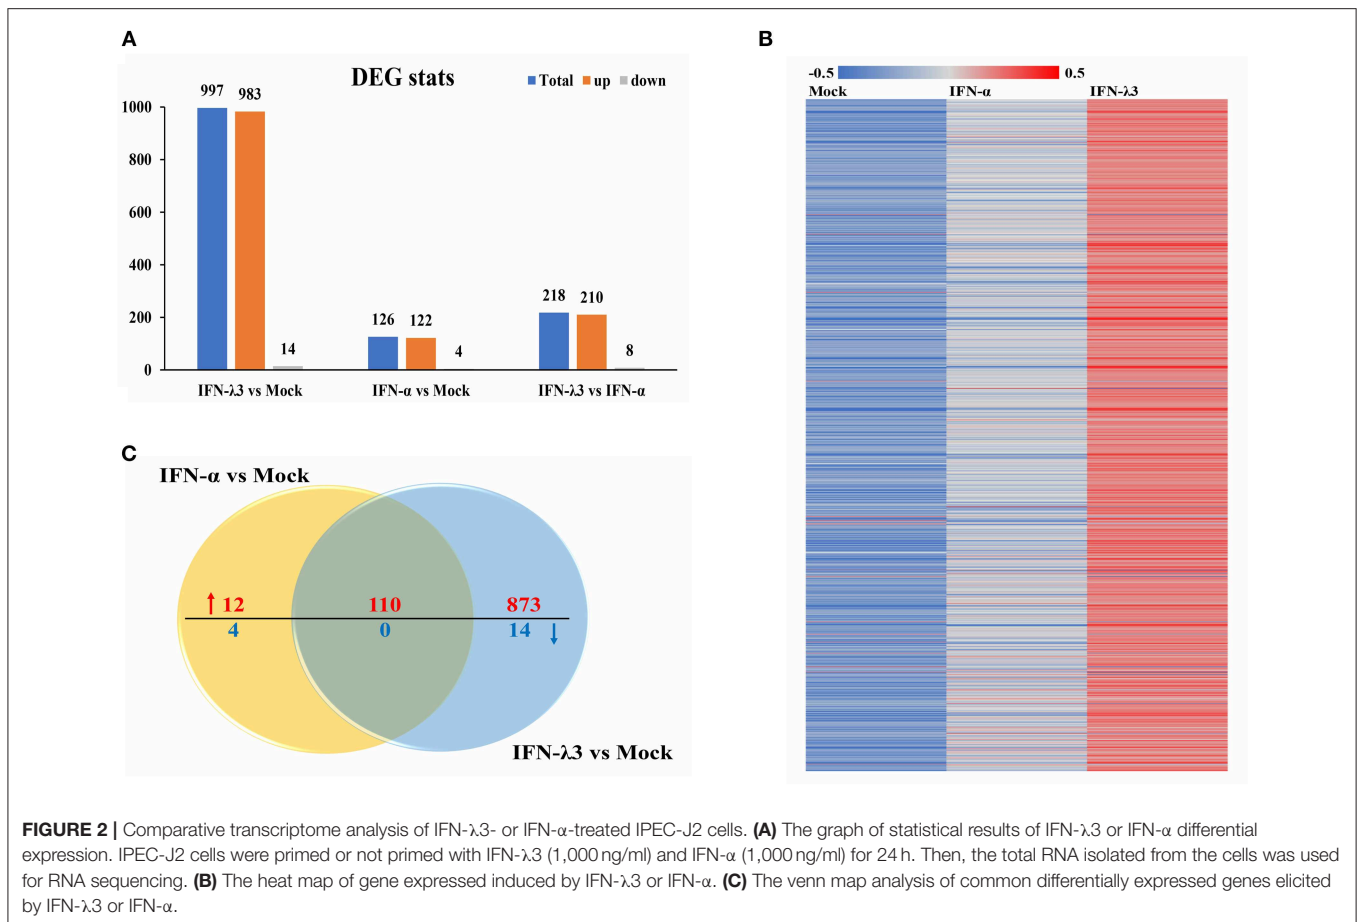 A
DEG stats
Total up down
997 983 14
126 122 4
218 210 8
1000
800
600
400
200
0
IFN-λ3 vs Mock IFN-α vs Mock IFN-λ3 vs IFN-α
B
-0.5 0.5
Mock IFN-α IFN-λ3
C
IFN-α vs Mock
12 110 873
4 0 14
IFN-λ3 vs Mock
FIGURE 2 | Comparative transcriptome analysis of IFN-λ3- or IFN-α-treated IPEC-J2 cells. (A) The graph of statistical results of IFN-λ3 or IFN-α differential
expression. IPEC-J2 cells were primed or not primed with IFN-λ3 (1,000 ng/ml) and IFN-α (1,000 ng/ml) for 24 h. Then, the total RNA isolated from the cells was used
for RNA sequencing. (B) The heat map of gene expressed induced by IFN-λ3 or IFN-α. (C) The venn map analysis of common differentially expressed genes elicited
by IFN-λ3 or IFN-α.